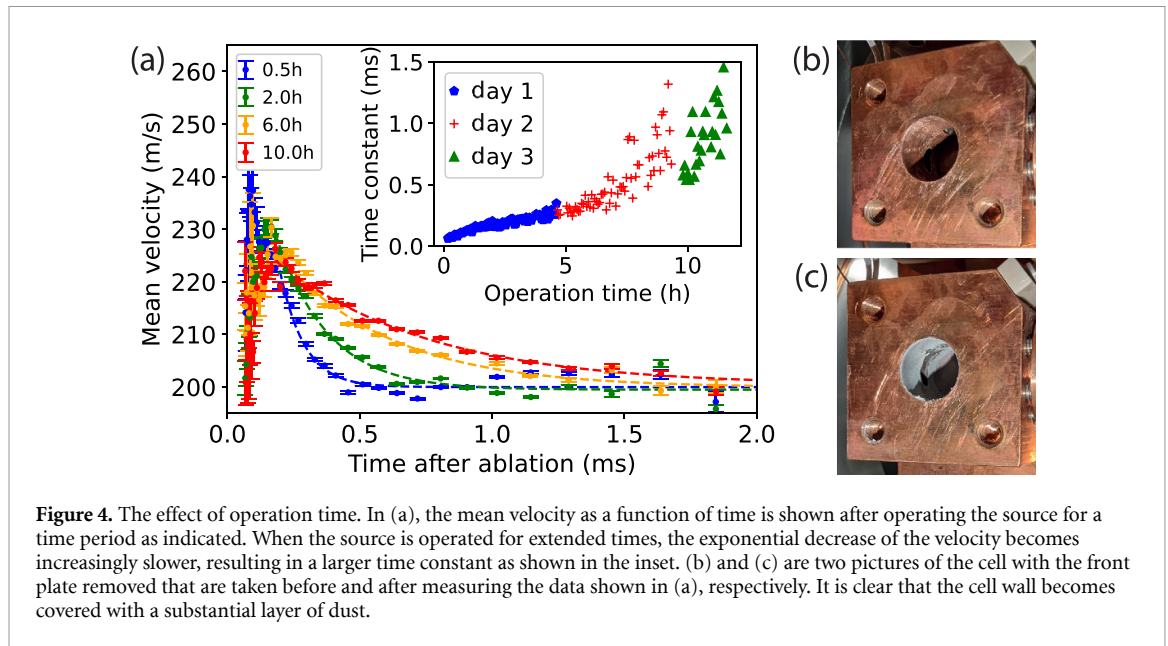 (a)
260
250
240
230
220
210
200
Mean velocity (m/s)
0.5h
2.0h
6.0h
10.0h
0.0
0.5
1.0
1.5
2.0
Time after ablation (ms)
Time constant (ms)
1.5
1.0
0.5
0.0
day 1
day 2
day 3
0
5
10
Operation time (h)
(b)
(c)
Figure 4. The effect of operation time. In (a), the mean velocity as a function of time is shown after operating the source for a
time period as indicated. When the source is operated for extended times, the exponential decrease of the velocity becomes
increasingly slower, resulting in a larger time constant as shown in the inset. (b) and (c) are two pictures of the cell with the front
plate removed that are taken before and after measuring the data shown in (a), respectively. It is clear that the cell wall becomes
covered with a substantial layer of dust.